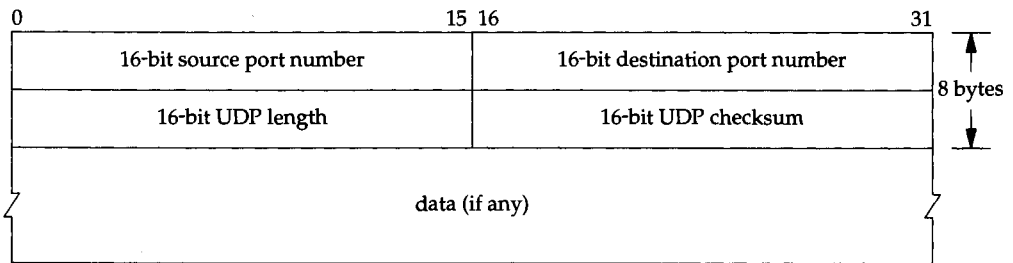 0 15 16 31
16-bit source port number 16-bit destination port number
8 bytes
16-bit UDP length 16-bit UDP checksum
data (if any)